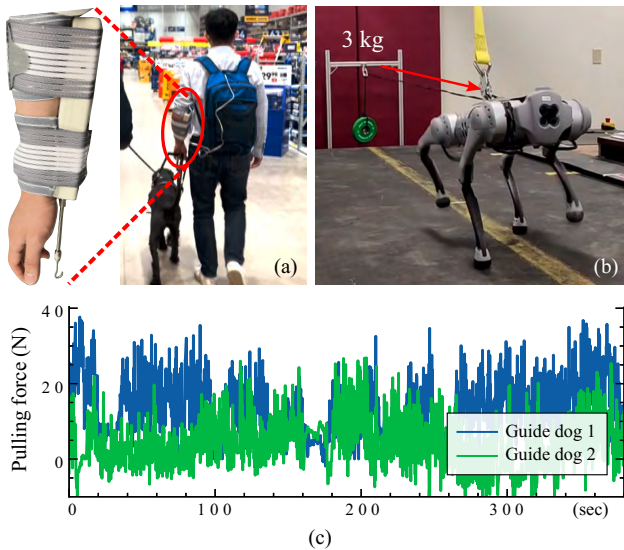 3 kg
(a)
(b)
Pulling force (N)
40
20
0
Guide dog 1
Guide dog 2
0 100 200 300 (sec)
(c)